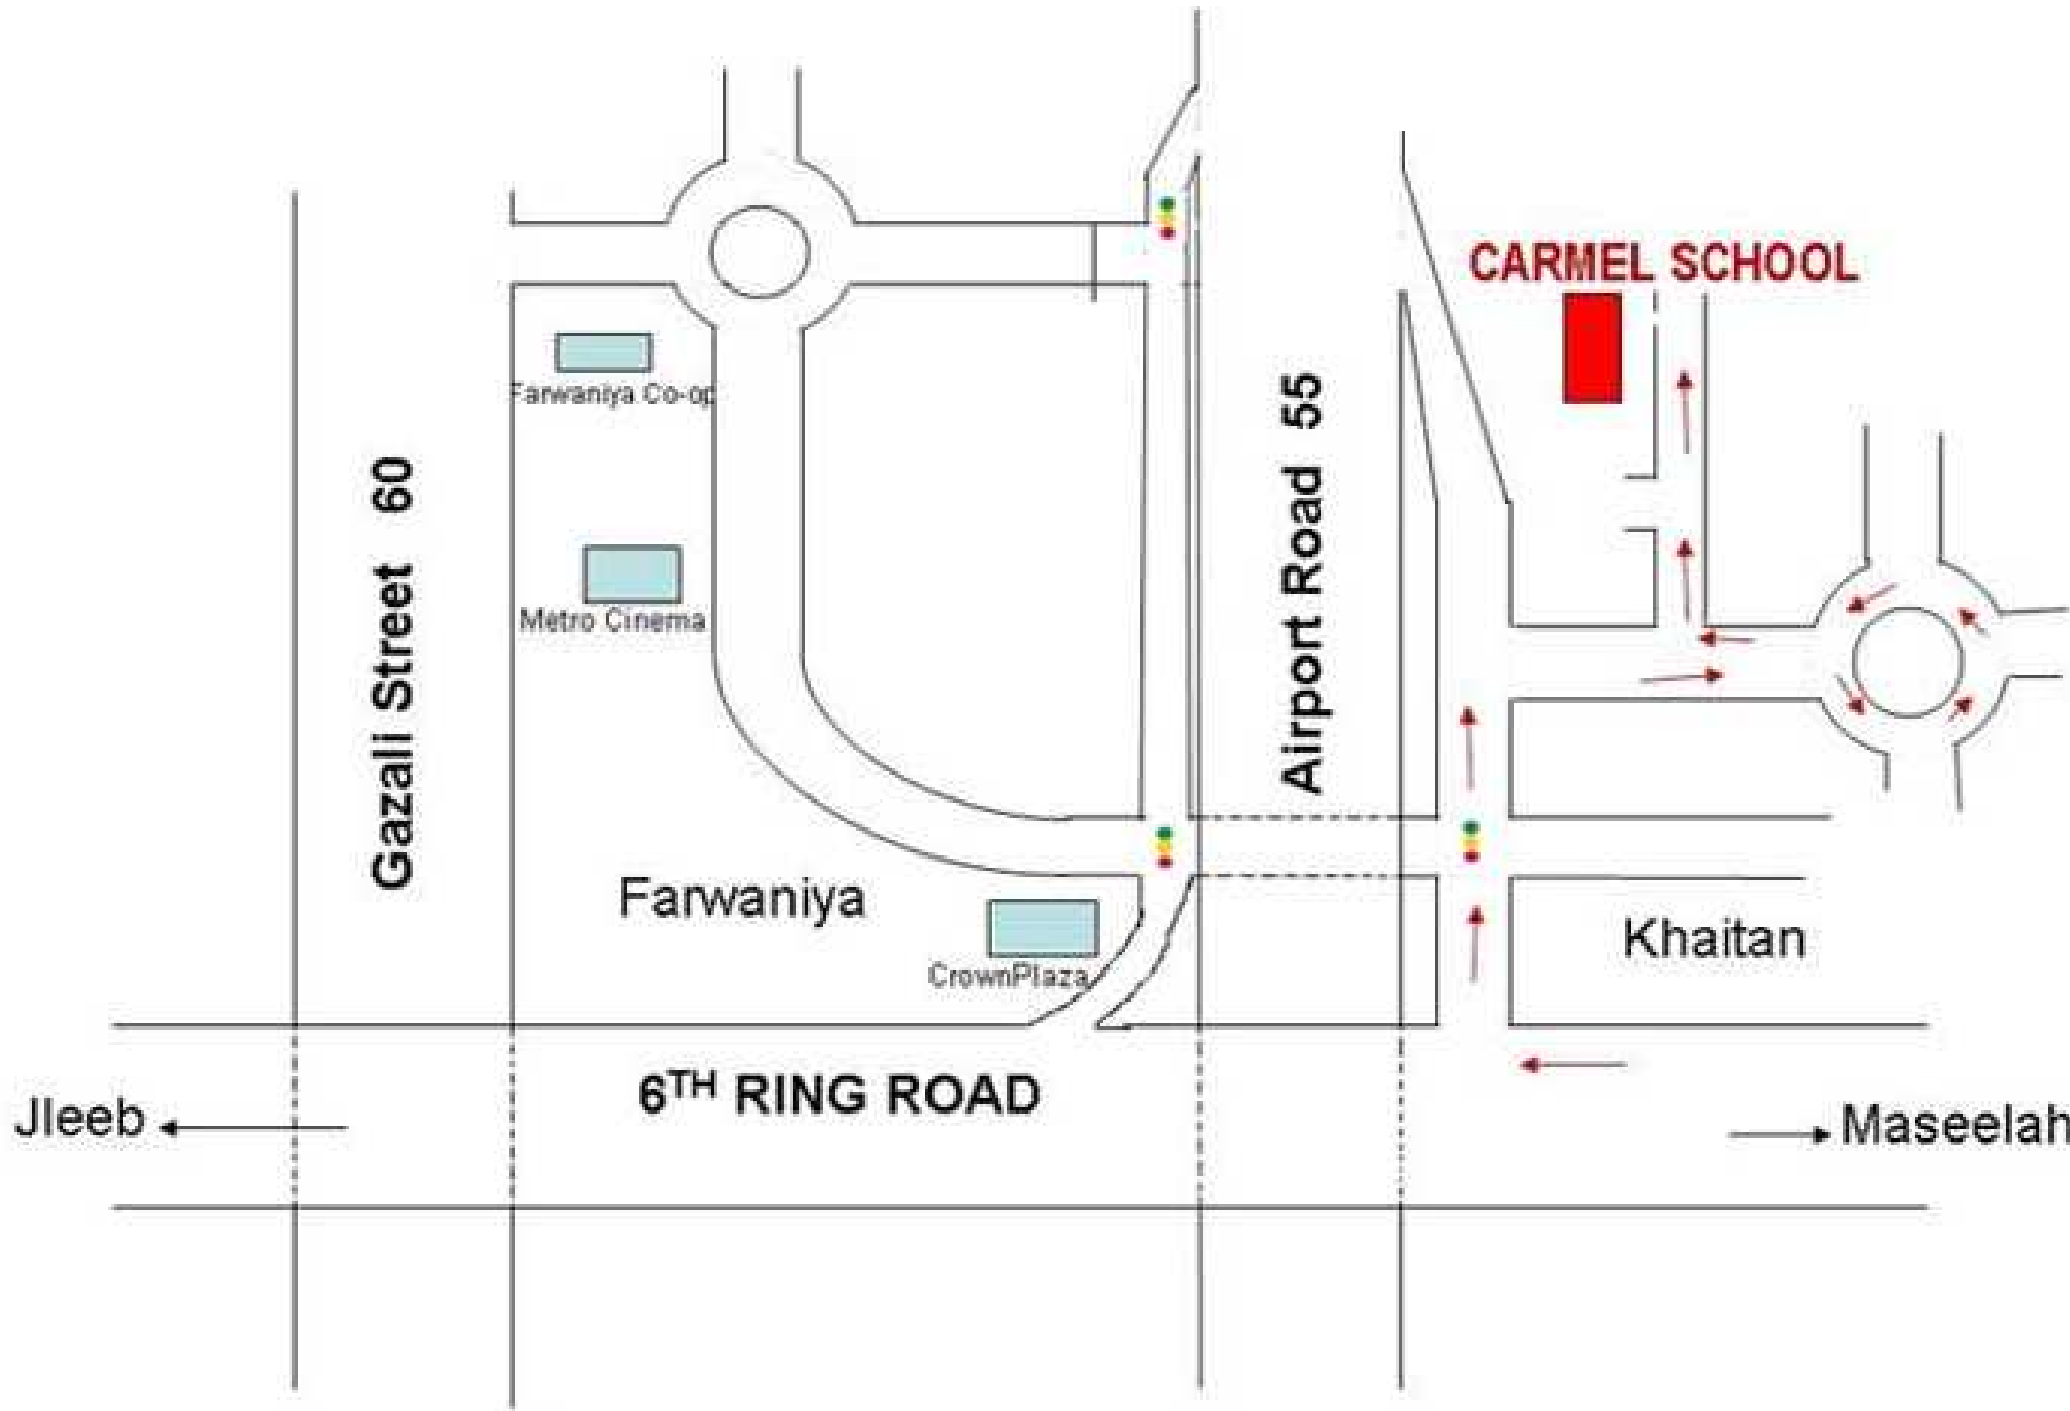 CARMEL SCHOOL
Farwaniya Co-op
Gazali Street 60
Airport Road 55
Metro Cinema
Farwaniya
CrownPlaza
Khaitan
6TH RING ROAD
Jleeb
Maseelah